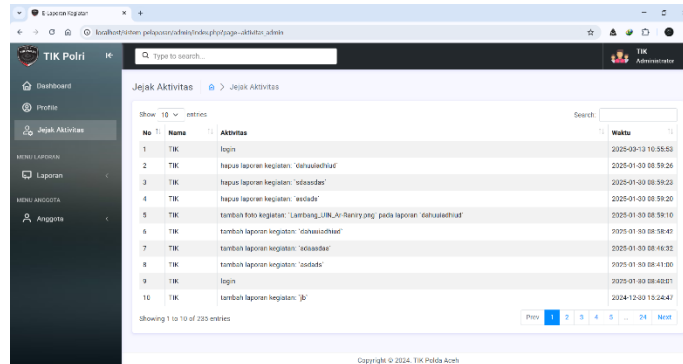 E Laporan Kegiatan
localhost/sistem-pelaporan/admin/index.php?page=aktivitas_admin
TIK Polri
Type to search...
TIK
Administrator
Dashboard
Profile
Jejak Aktivitas
MENU LAPORAN
Laporan
MENU ANGGOTA
Anggota
Jejak Aktivitas > Jejak Aktivitas
Show 10 entries Search:
No Nama Aktivitas Waktu
1 TIK login 2025-03-13 10:55:53
2 TIK hapus laporan kegiatan: 'dahuuiadhiud' 2025-01-30 08:59:26
3 TIK hapus laporan kegiatan: 'sdaasdas' 2025-01-30 08:59:23
4 TIK hapus laporan kegiatan: 'asdads' 2025-01-30 08:59:20
5 TIK tambah foto kegiatan: 'Lambang_UIN_Ar-Raniry.png' pada laporan 'dahuuiadhiud' 2025-01-30 08:59:10
6 TIK tambah laporan kegiatan: 'dahuuiadhiud' 2025-01-30 08:58:42
7 TIK tambah laporan kegiatan: 'sdaasdas' 2025-01-30 08:46:32
8 TIK tambah laporan kegiatan: 'asdads' 2025-01-30 08:41:00
9 TIK login 2025-01-30 08:40:01
10 TIK tambah laporan kegiatan: 'jb' 2024-12-30 15:24:47
Showing 1 to 10 of 235 entries
Prev 1 2 3 4 5 ... 24 Next
Copyright © 2024. TIK Polda Aceh